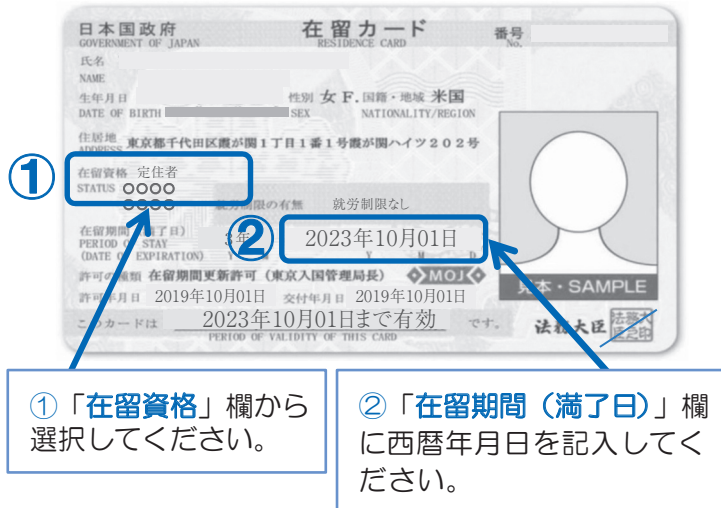 日本国政府 在留カード 番号
GOVERNMENT OF JAPAN RESIDENCE CARD No.
氏名
NAME
生年月日 性別 女 F. 国籍・地域 米国
DATE OF BIRTH SEX NATIONALITY/REGION
住居地 東京都千代田区霞が関1丁目1番1号霞が関ハイツ202号
ADDRESS
① 在留資格 定住者
STATUS ○○○○
○○○○ 就労制限の有無 就労制限なし
在留期間(満了日) 3年 ② 2023年10月01日
PERIOD OF STAY
(DATE OF EXPIRATION) Y M Y M D
許可の種類 在留期間更新許可(東京入国管理局長) MOJ
許可年月日 2019年10月01日 交付年月日 2019年10月01日
見本・SAMPLE
このカードは 2023年10月01日まで有効 です。
PERIOD OF VALIDITY OF THIS CARD
法務大臣
①「在留資格」欄から
選択してください。
②「在留期間(満了日)」欄
に西暦年月日を記入してく
ださい。